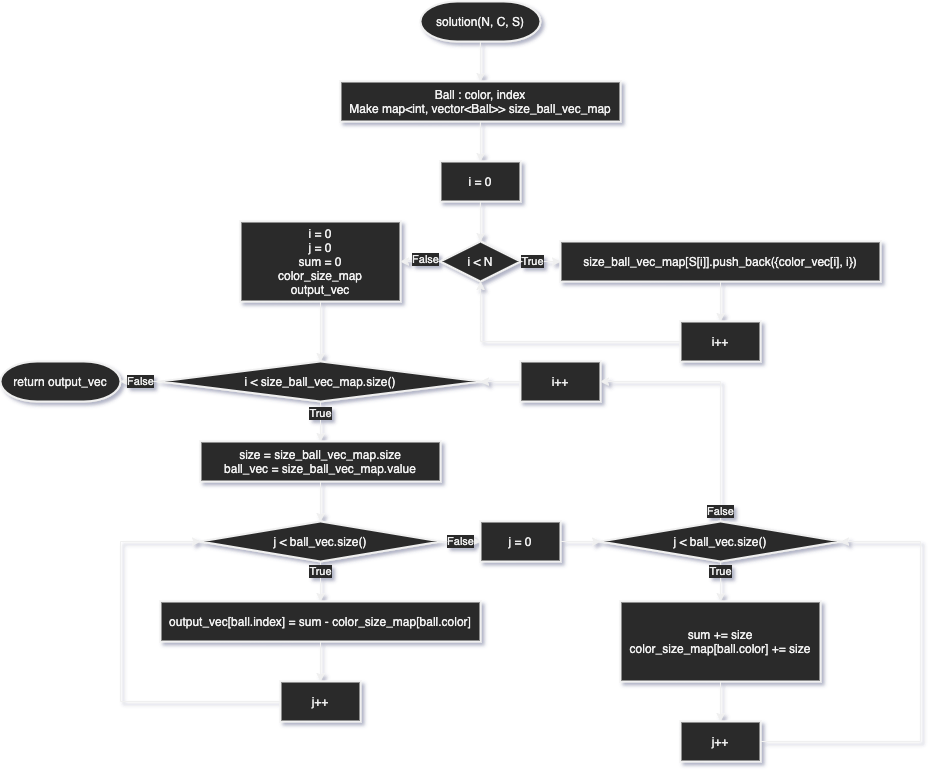 solution(N, C, S)
Ball : color, index
Make map<int, vector<Ball>> size_ball_vec_map
i = 0
i = 0
j = 0
sum = 0
color_size_map
output_vec
False
i < N
True
size_ball_vec_map[S[i]].push_back({color_vec[i], i})
i++
return output_vec
False
i < size_ball_vec_map.size()
i++
True
size = size_ball_vec_map.size
ball_vec = size_ball_vec_map.value
j < ball_vec.size()
False
j = 0
False
j < ball_vec.size()
True
True
output_vec[ball.index] = sum - color_size_map[ball.color]
sum += size
color_size_map[ball.color] += size
j++
j++